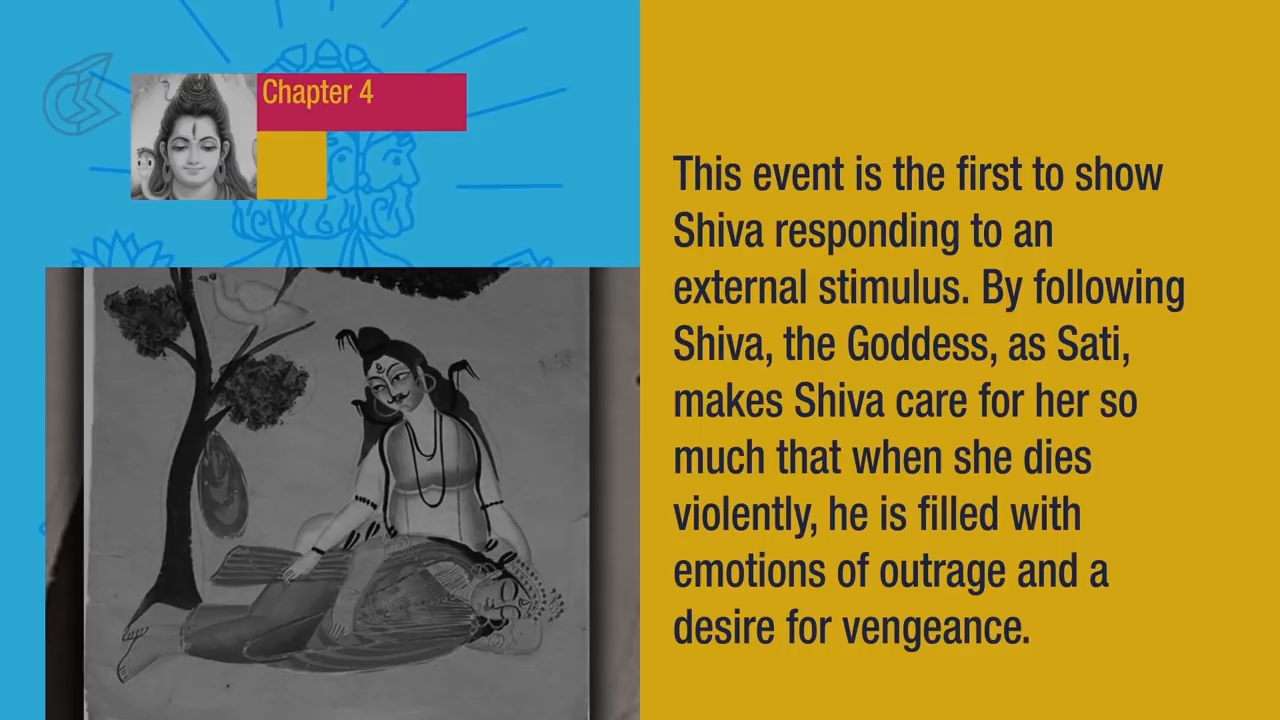 Chapter 4
This event is the first to show
Shiva responding to an
external stimulus. By following
Shiva, the Goddess, as Sati,
makes Shiva care for her so
much that when she dies
violently, he is filled with
emotions of outrage and a
desire for vengeance.